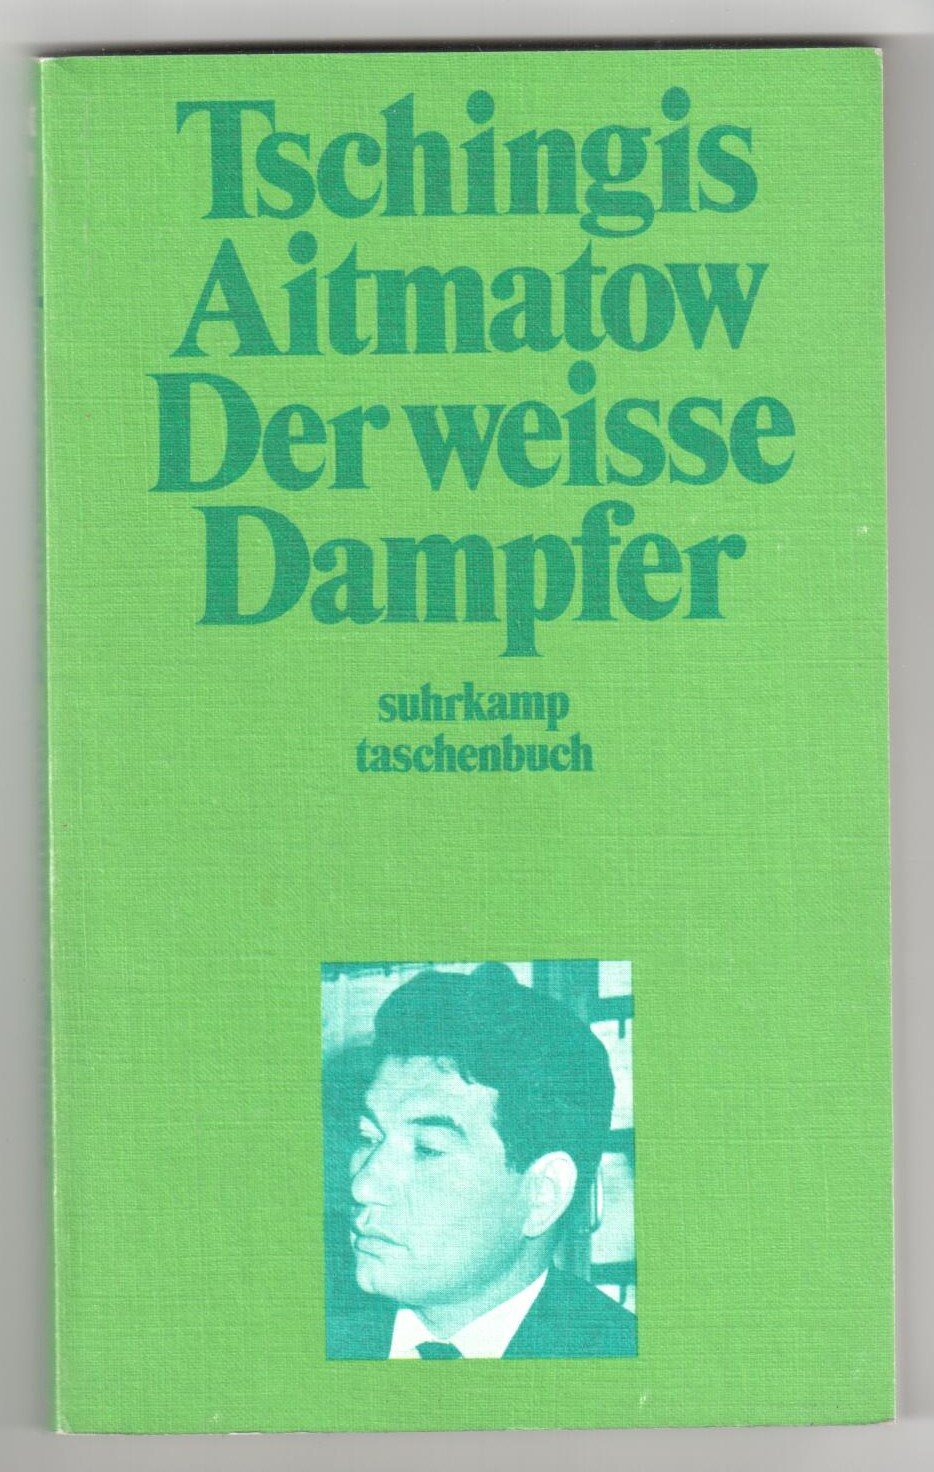 Tschingis
Aitmatow
Der weisse
Dampfer
suhrkamp
taschenbuch